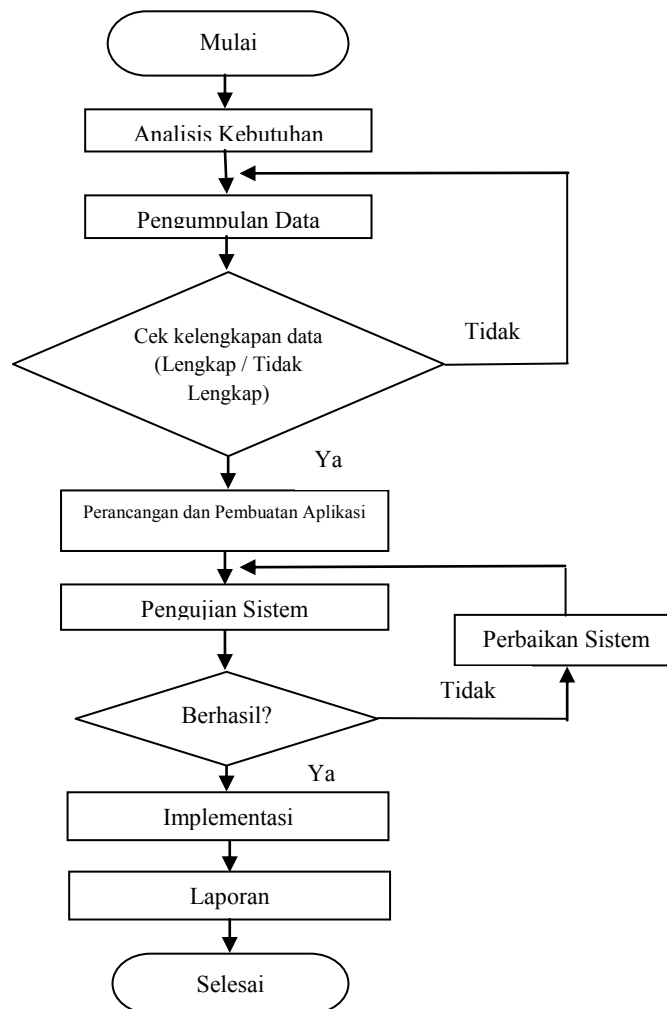 Mulai
Analisis Kebutuhan
Pengumpulan Data
Cek kelengkapan data
(Lengkap / Tidak
Lengkap)
Tidak
Ya
Perancangan dan Pembuatan Aplikasi
Pengujian Sistem
Perbaikan Sistem
Tidak
Berhasil?
Ya
Implementasi
Laporan
Selesai